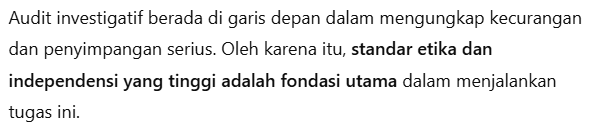 Audit investigatif berada di garis depan dalam mengungkap kecurangan
dan penyimpangan serius. Oleh karena itu, standar etika dan
independensi yang tinggi adalah fondasi utama dalam menjalankan
tugas ini.